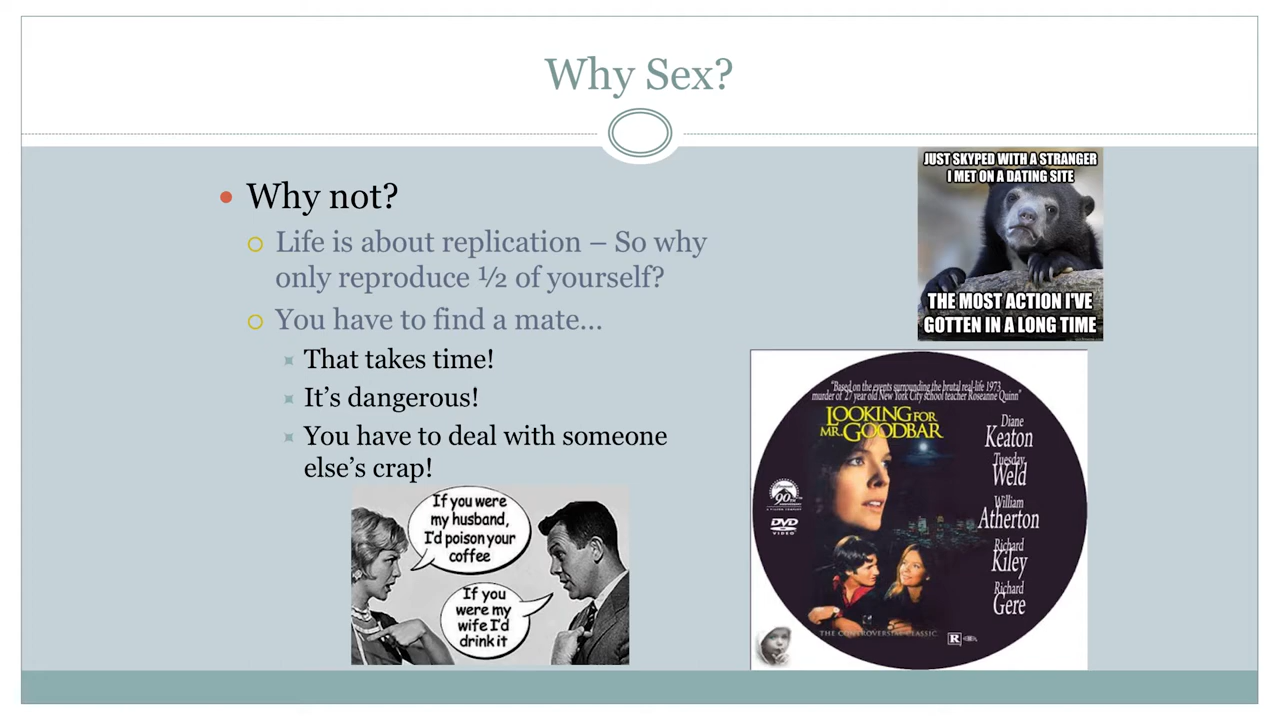 Why Sex?
Why not?
Life is about replication – So why
only reproduce ½ of yourself?
You have to find a mate…
That takes time!
It's dangerous!
You have to deal with someone
else's crap!
If you were
my husband,
I'd poison your
coffee
If you
were my
wife I'd
drink it
JUST SKYPED WITH A STRANGER
I MET ON A DATING SITE
THE MOST ACTION I'VE
GOTTEN IN A LONG TIME
"Based on the events surrounding the brutal real-life 1973
murder of 27 year old New York City school teacher Roseanne Quinn"
LOOKING FOR
MR. GOODBAR
Diane
Keaton
Tuesday
Weld
William
Atherton
Richard
Kiley
Richard
Gere
90
DVD
VIDEO
THE CONTROVERSIAL CLASSIC
R